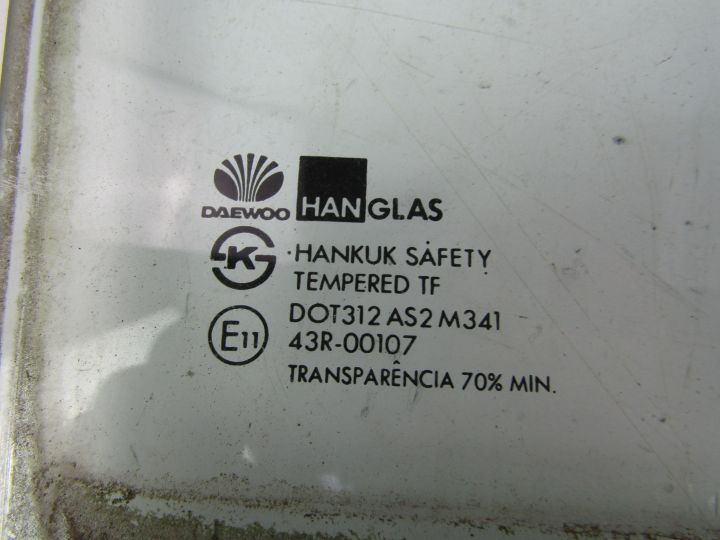 DAEWOO HANGLAS
K HANKUK SAFETY
TEMPERED TF
DOT312 AS2 M341
E11 43R-00107
TRANSPARÊNCIA 70% MIN.